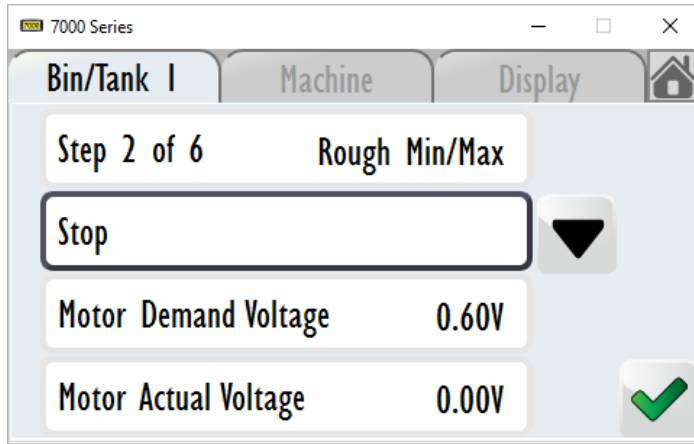 7000 7000 Series
Bin/Tank 1 Machine Display
Step 2 of 6 Rough Min/Max
Stop
Motor Demand Voltage 0.60V
Motor Actual Voltage 0.00V